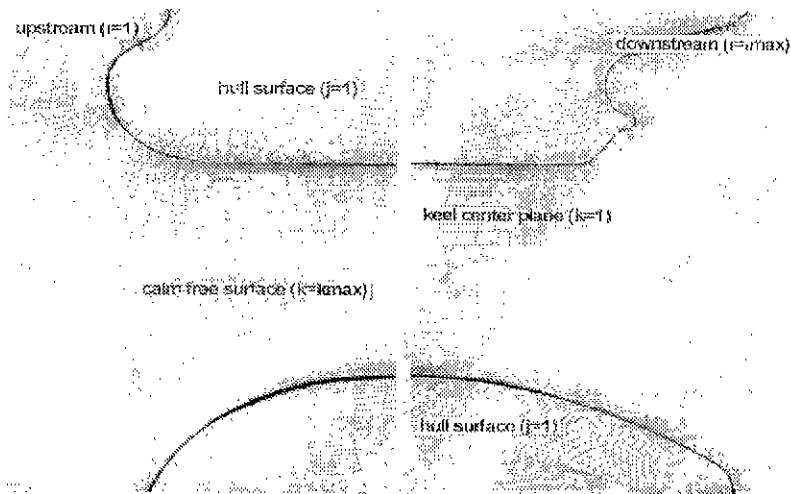 upstream (i=1)
downstream (i=imax)
hull surface (j=1)
keel center plane (k=1)
calm free surface (k=kmax)
hull surface (j=1)